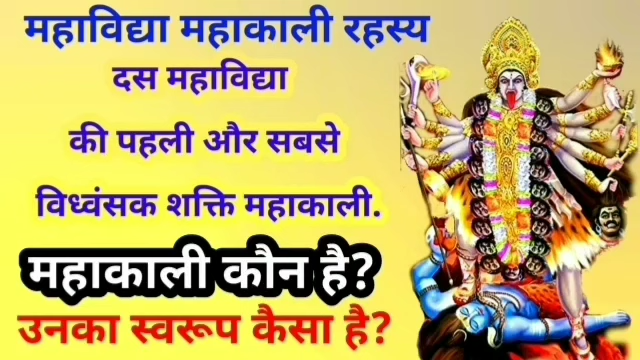 महाविद्या महाकाली रहस्य
दस महाविद्या
की पहली और सबसे
विध्वंसक शक्ति महाकाली.
महाकाली कौन है?
उनका स्वरूप कैसा है?